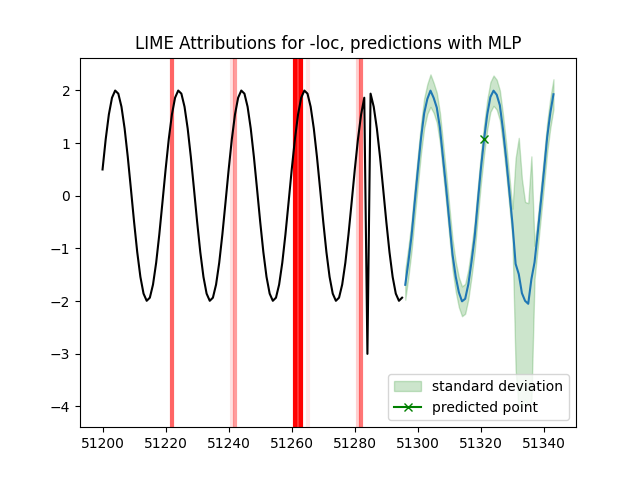 LIME Attributions for -loc, predictions with MLP
2
1
0
−1
−2
−3
−4
standard deviation
predicted point
51200 51220 51240 51260 51280 51300 51320 51340